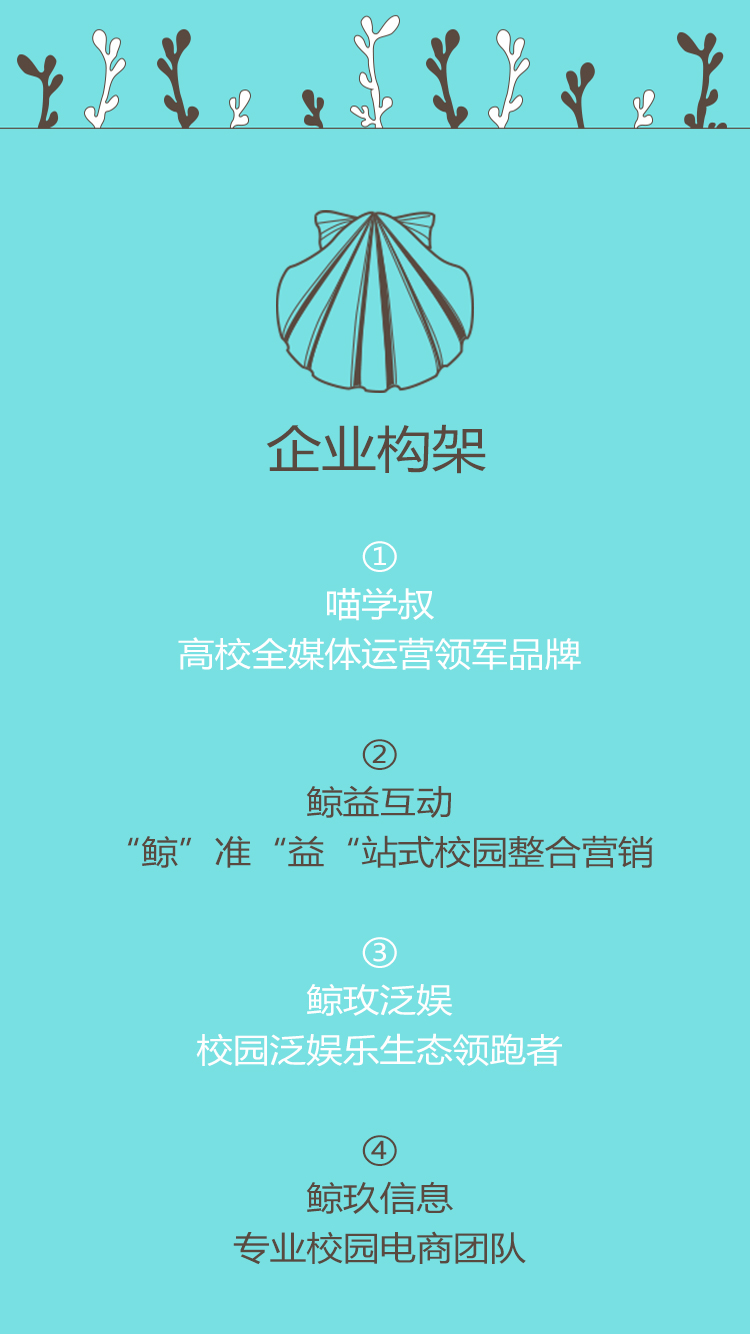 企业构架
①
喵学叔
高校全媒体运营领军品牌
②
鲸益互动
“鲸”准“益“站式校园整合营销
③
鲸玫泛娱
校园泛娱乐生态领跑者
④
鲸玖信息
专业校园电商团队